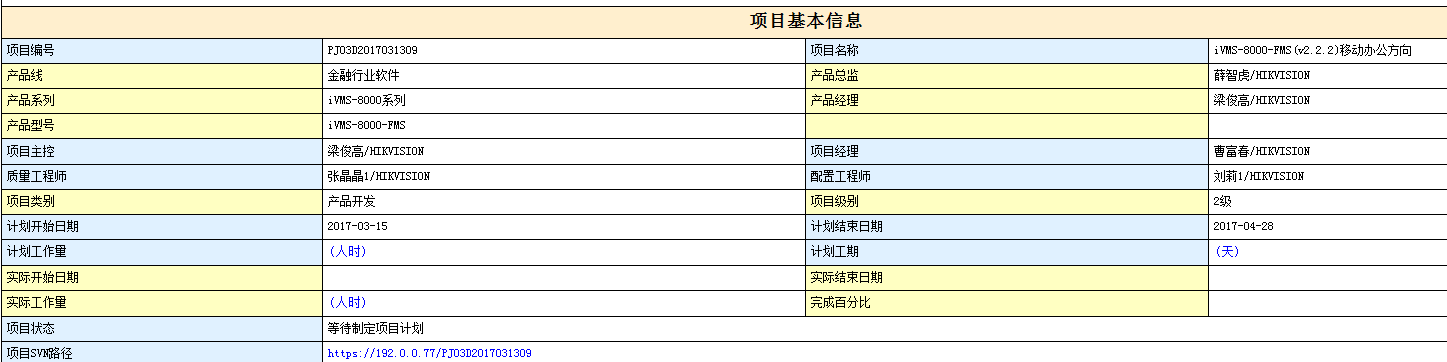 项目基本信息
项目编号 PJ03D2017031309 项目名称 iVMS-8000-FMS(v2.2.2)移动办公方向
产品线 金融行业软件 产品总监 薛智虎/HIKVISION
产品系列 iVMS-8000系列 产品经理 梁俊高/HIKVISION
产品型号 iVMS-8000-FMS
项目主控 梁俊高/HIKVISION 项目经理 曹富春/HIKVISION
质量工程师 张晶晶1/HIKVISION 配置工程师 刘莉1/HIKVISION
项目类别 产品开发 项目级别 2级
计划开始日期 2017-03-15 计划结束日期 2017-04-28
计划工作量 (人时) 计划工期 (天)
实际开始日期 实际结束日期
实际工作量 (人时) 完成百分比
项目状态 等待制定项目计划
项目SVN路径 https://192.0.0.77/PJ03D2017031309